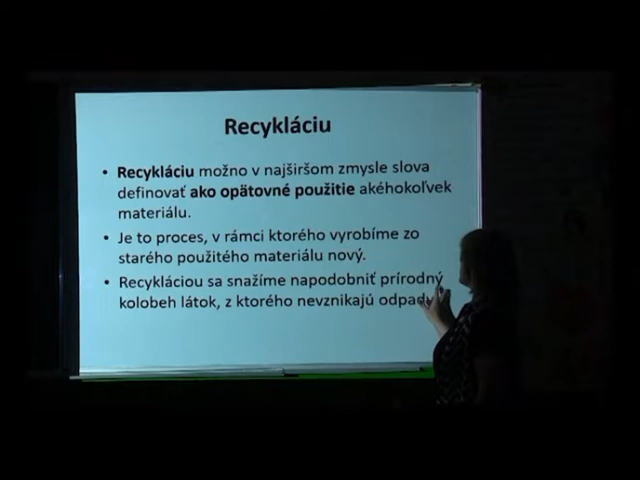 Recykláciu
• Recykláciu možno v najširšom zmysle slova
definovať ako opätovné použitie akéhokoľvek
materiálu.
• Je to proces, v rámci ktorého vyrobíme zo
starého použitého materiálu nový.
• Recykláciou sa snažíme napodobniť prírodný
kolobeh látok, z ktorého nevznikajú odpady